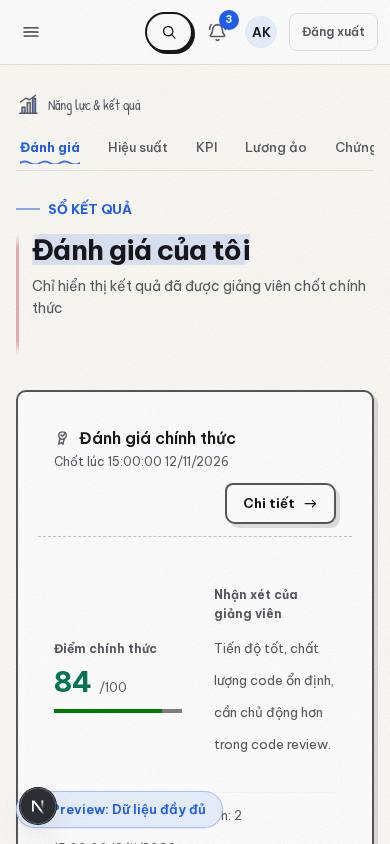 3
AK
Đăng xuất
Năng lực & kết quả
Đánh giá
Hiệu suất
KPI
Lương ảo
Chứng
SỔ KẾT QUẢ
Đánh giá của tôi
Chỉ hiển thị kết quả đã được giảng viên chốt chính
thức
Đánh giá chính thức
Chốt lúc 15:00:00 12/11/2026
Chi tiết →
Điểm chính thức
84 /100
Nhận xét của
giảng viên
Tiến độ tốt, chất
lượng code ổn định,
cần chủ động hơn
trong code review.
N
Preview: Dữ liệu đầy đủ
n: 2